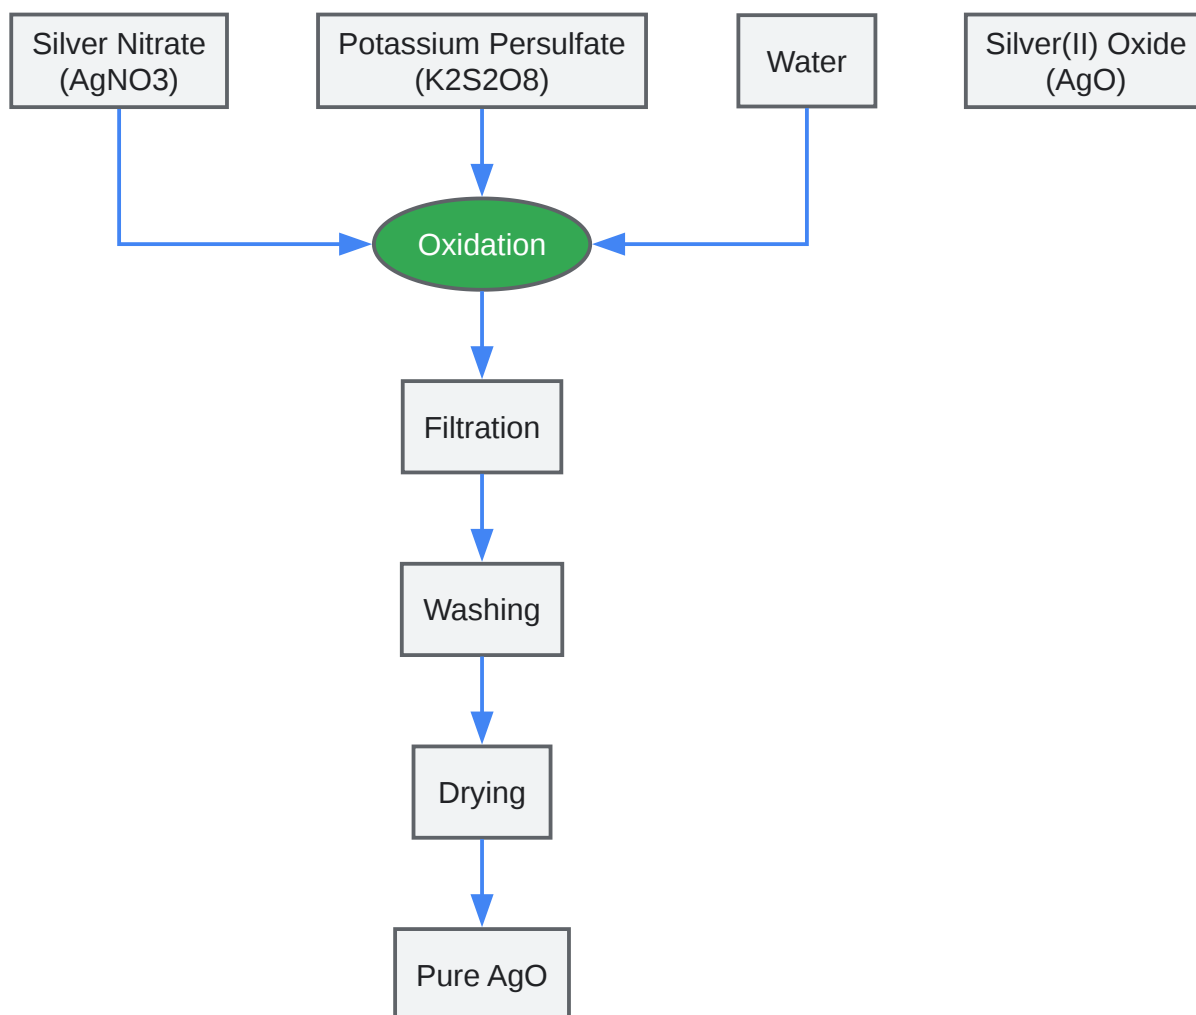 Silver Nitrate
(AgNO3)
Potassium Persulfate
(K2S2O8)
Water
Silver(II) Oxide
(AgO)
Oxidation
Filtration
Washing
Drying
Pure AgO